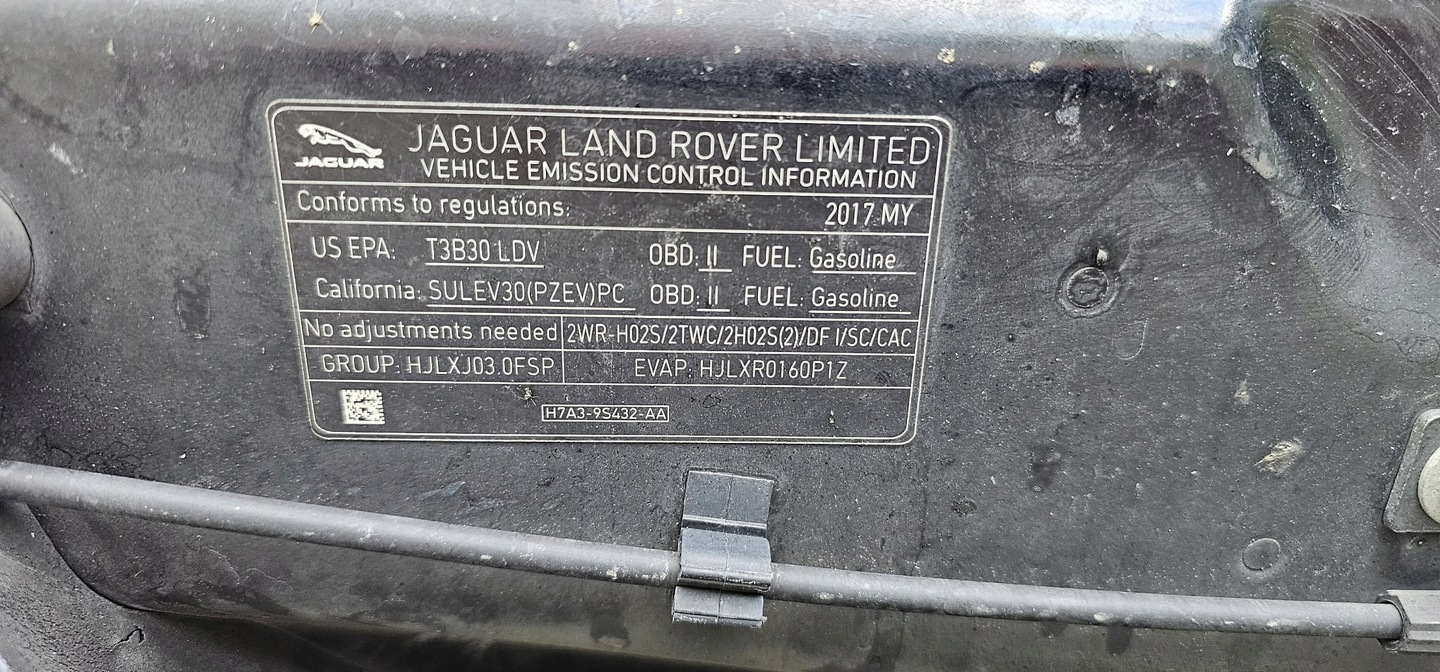 JAGUAR
JAGUAR LAND ROVER LIMITED
VEHICLE EMISSION CONTROL INFORMATION
Conforms to regulations: 2017 MY
US EPA: T3B30 LDV OBD: II FUEL: Gasoline
California: SULEV30(PZEV)PC OBD: II FUEL: Gasoline
No adjustments needed 2WR-HO2S/2TWC/2HO2S(2)/DF I/SC/CAC
GROUP: HJLXJ03.0FSP EVAP: HJLXR0160P1Z
H7A3-9S432-AA